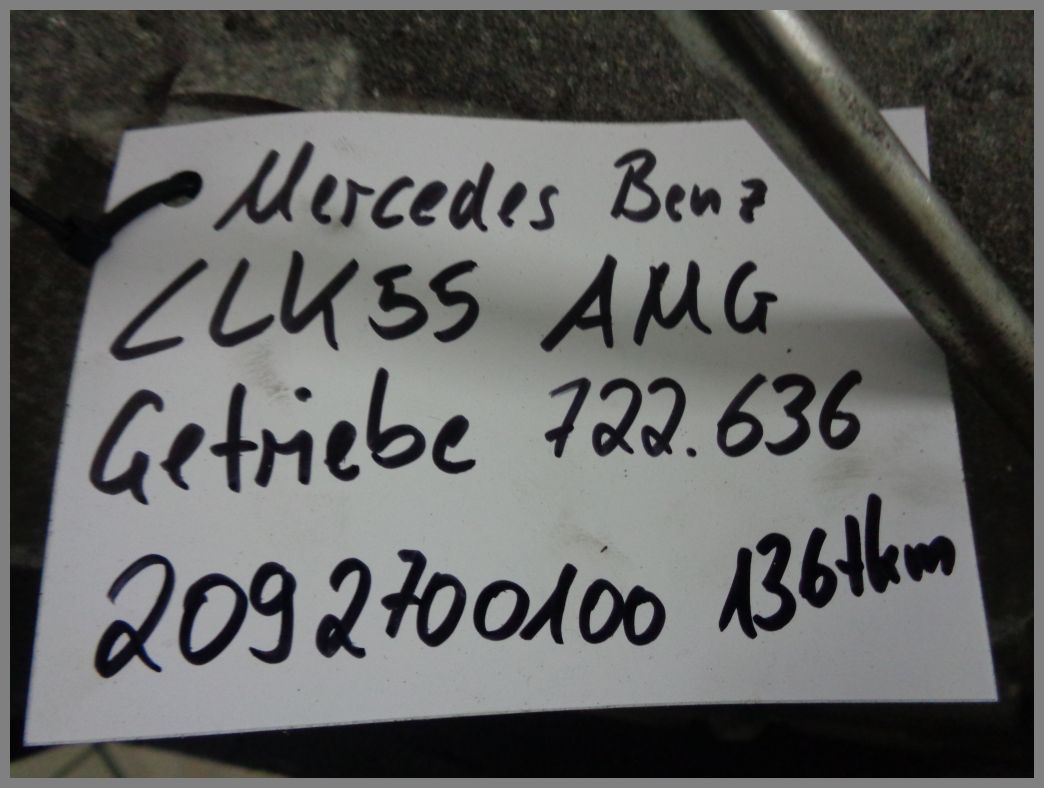 Mercedes Benz
CLK55 AMG
Getriebe 722.636
2092700100 136tkm